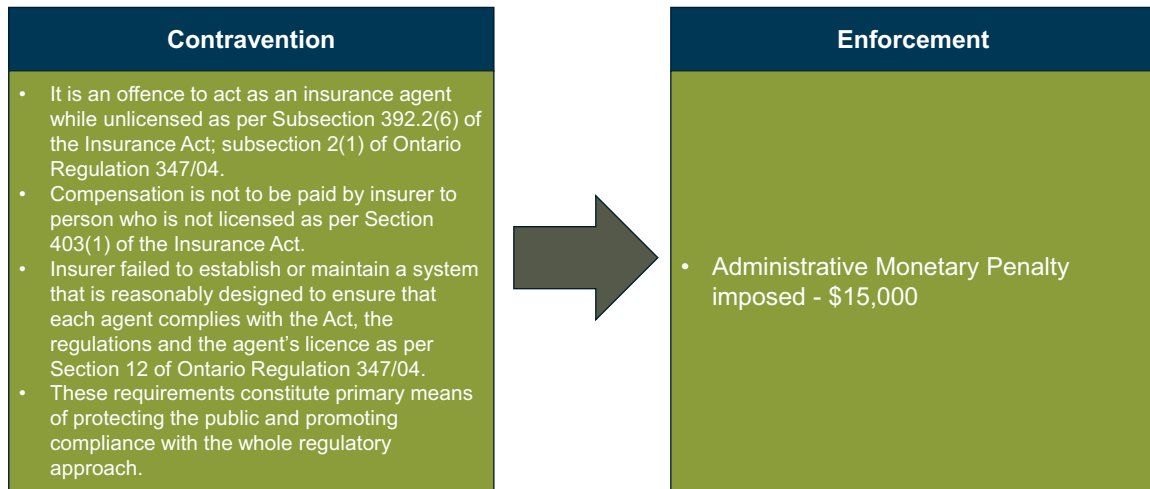 Contravention
• It is an offence to act as an insurance agent
while unlicensed as per Subsection 392.2(6) of
the Insurance Act; subsection 2(1) of Ontario
Regulation 347/04.
• Compensation is not to be paid by insurer to
person who is not licensed as per Section
403(1) of the Insurance Act.
• Insurer failed to establish or maintain a system
that is reasonably designed to ensure that
each agent complies with the Act, the
regulations and the agent’s licence as per
Section 12 of Ontario Regulation 347/04.
• These requirements constitute primary means
of protecting the public and promoting
compliance with the whole regulatory
approach.
Enforcement
• Administrative Monetary Penalty
imposed - $15,000